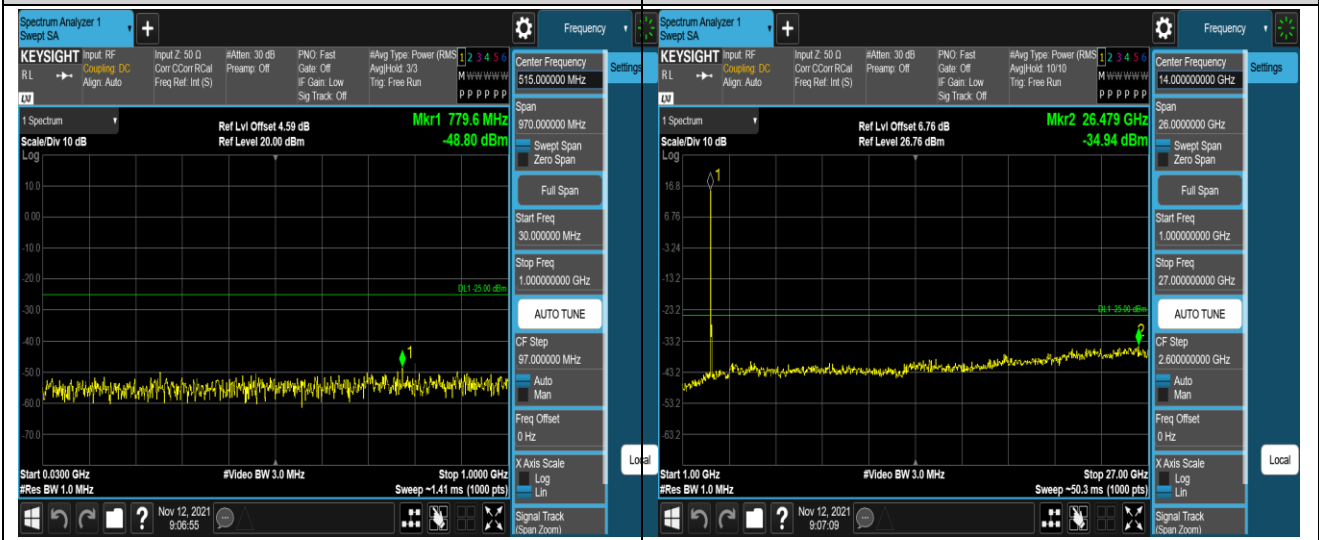 Spectrum Analyzer 1
Swept SA
Frequency
KEYSIGHT
Input: RF
Coupling: DC
Align: Auto
Input Z: 50 Ω
Corr CCorr RCal
Freq Ref: Int (S)
#Atten: 30 dB
Preamp: Off
PNO: Fast
Gate: Off
IF Gain: Low
Sig Track: Off
#Avg Type: Power (RMS
Avg|Hold: 3/3
Trig: Free Run
1 2 3 4 5 6
M W W W W W
P P P P P P
RL
LXI
Center Frequency
515.000000 MHz
Settings
Span
970.000000 MHz
Swept Span
Zero Span
Full Span
Start Freq
30.000000 MHz
Stop Freq
1.000000000 GHz
AUTO TUNE
CF Step
97.000000 MHz
Auto
Man
Freq Offset
0 Hz
X Axis Scale
Log
Lin
Local
Signal Track
(Span Zoom)
1 Spectrum
Scale/Div 10 dB
Log
Ref Lvl Offset 4.59 dB
Ref Level 20.00 dBm
Mkr1 779.6 MHz
-48.80 dBm
10.0
0.00
-10.0
-20.0
DL1 -25.00 dBm
-30.0
-40.0
1
-50.0
-60.0
-70.0
Start 0.0300 GHz
#Video BW 3.0 MHz
Stop 1.0000 GHz
#Res BW 1.0 MHz
Sweep ~1.41 ms (1000 pts)
?
Nov 12, 2021
9:06:55
Spectrum Analyzer 1
Swept SA
Frequency
KEYSIGHT
Input: RF
Coupling: DC
Align: Auto
Input Z: 50 Ω
Corr CCorr RCal
Freq Ref: Int (S)
#Atten: 30 dB
Preamp: Off
PNO: Fast
Gate: Off
IF Gain: Low
Sig Track: Off
#Avg Type: Power (RMS
Avg|Hold: 10/10
Trig: Free Run
1 2 3 4 5 6
M W W W W W
P P P P P P
RL
LXI
Center Frequency
14.000000000 GHz
Settings
Span
26.0000000 GHz
Swept Span
Zero Span
Full Span
Start Freq
1.000000000 GHz
Stop Freq
27.000000000 GHz
AUTO TUNE
CF Step
2.600000000 GHz
Auto
Man
Freq Offset
0 Hz
X Axis Scale
Log
Lin
Local
Signal Track
(Span Zoom)
1 Spectrum
Scale/Div 10 dB
Log
Ref Lvl Offset 6.76 dB
Ref Level 26.76 dBm
Mkr2 26.479 GHz
-34.94 dBm
1
16.8
6.76
-3.24
-13.2
-23.2
DL1 -25.00 dBm
2
-33.2
-43.2
-53.2
-63.2
Start 1.00 GHz
#Video BW 3.0 MHz
Stop 27.00 GHz
#Res BW 1.0 MHz
Sweep ~50.3 ms (1000 pts)
?
Nov 12, 2021
9:07:09